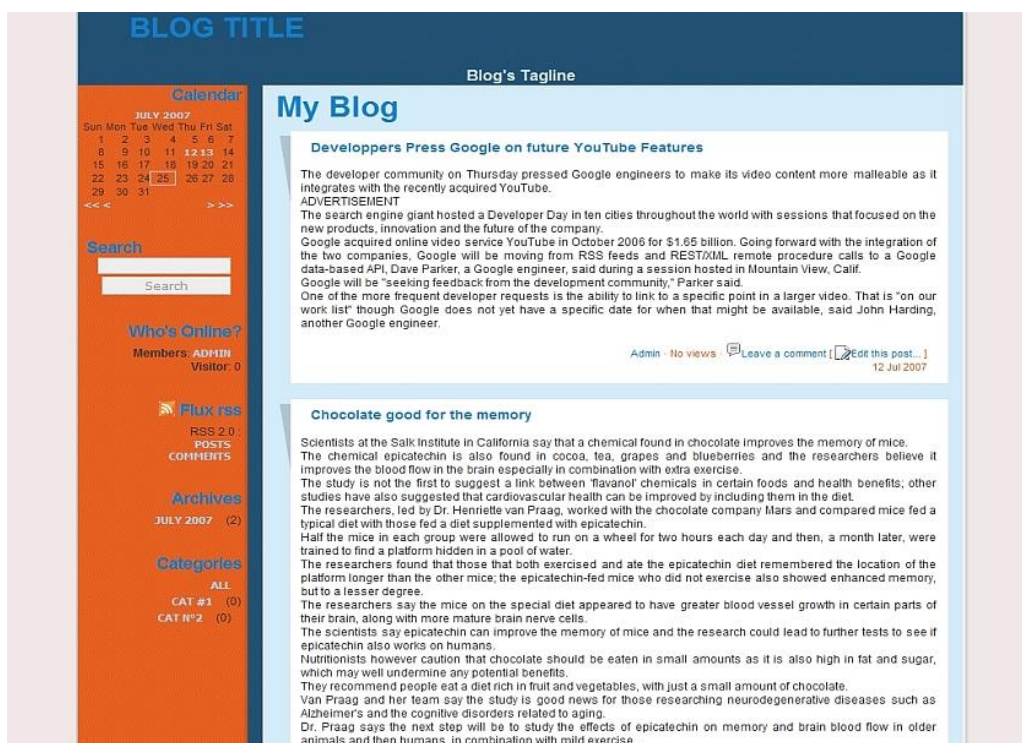 BLOG TITLE
Blog's Tagline
Calendar
JULY 2007
Sun Mon Tue Wed Thu Fri Sat
1 2 3 4 5 6 7
8 9 10 11 12 13 14
15 16 17 18 19 20 21
22 23 24 25 26 27 28
29 30 31
<< < > >>
Search
Search
Who's Online?
Members: ADMIN
Visitor: 0
Flux rss
RSS 2.0 :
POSTS
COMMENTS
Archives
JULY 2007 (2)
Categories
ALL
CAT #1 (0)
CAT N°2 (0)
My Blog
Developpers Press Google on future YouTube Features
The developer community on Thursday pressed Google engineers to make its video content more malleable as it
integrates with the recently acquired YouTube.
ADVERTISEMENT
The search engine giant hosted a Developer Day in ten cities throughout the world with sessions that focused on the
new products, innovation and the future of the company.
Google acquired online video service YouTube in October 2006 for $1.65 billion. Going forward with the integration of
the two companies, Google will be moving from RSS feeds and REST/XML remote procedure calls to a Google
data-based API, Dave Parker, a Google engineer, said during a session hosted in Mountain View, Calif.
Google will be "seeking feedback from the development community," Parker said.
One of the more frequent developer requests is the ability to link to a specific point in a larger video. That is "on our
work list" though Google does not yet have a specific date for when that might be available, said John Harding,
another Google engineer.
Admin - No views - Leave a comment [ Edit this post... ]
12 Jul 2007
Chocolate good for the memory
Scientists at the Salk Institute in California say that a chemical found in chocolate improves the memory of mice.
The chemical epicatechin is also found in cocoa, tea, grapes and blueberries and the researchers believe it
improves the blood flow in the brain especially in combination with extra exercise.
The study is not the first to suggest a link between 'flavanol' chemicals in certain foods and health benefits; other
studies have also suggested that cardiovascular health can be improved by including them in the diet.
The researchers, led by Dr. Henriette van Praag, worked with the chocolate company Mars and compared mice fed a
typical diet with those fed a diet supplemented with epicatechin.
Half the mice in each group were allowed to run on a wheel for two hours each day and then, a month later, were
trained to find a platform hidden in a pool of water.
The researchers found that those that both exercised and ate the epicatechin diet remembered the location of the
platform longer than the other mice; the epicatechin-fed mice who did not exercise also showed enhanced memory,
but to a lesser degree.
The researchers say the mice on the special diet appeared to have greater blood vessel growth in certain parts of
their brain, along with more mature brain nerve cells.
The scientists say epicatechin can improve the memory of mice and the research could lead to further tests to see if
epicatechin also works on humans.
Nutritionists however caution that chocolate should be eaten in small amounts as it is also high in fat and sugar,
which may well undermine any potential benefits.
They recommend people eat a diet rich in fruit and vegetables, with just a small amount of chocolate.
Van Praag and her team say the study is good news for those researching neurodegenerative diseases such as
Alzheimer's and the cognitive disorders related to aging.
Dr. Praag says the next step will be to study the effects of epicatechin on memory and brain blood flow in older
animals and then humans, in combination with mild exercise